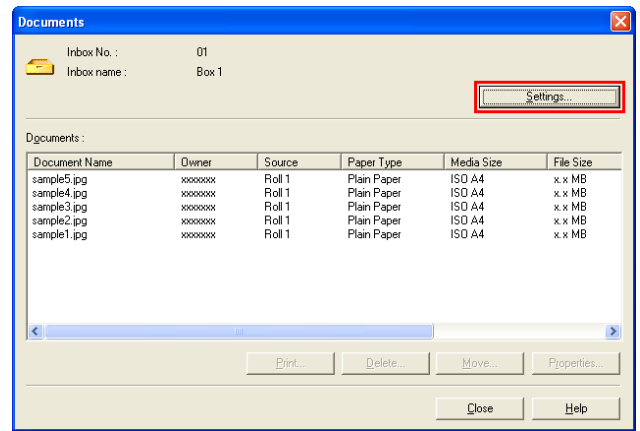 Documents
Inbox No. : 01
Inbox name : Box 1
Settings...
Documents :
Document Name Owner Source Paper Type Media Size File Size
sample5.jpg xxxxxxx Roll 1 Plain Paper ISO A4 x.x MB
sample4.jpg xxxxxxx Roll 1 Plain Paper ISO A4 x.x MB
sample3.jpg xxxxxxx Roll 1 Plain Paper ISO A4 x.x MB
sample2.jpg xxxxxxx Roll 1 Plain Paper ISO A4 x.x MB
sample1.jpg xxxxxxx Roll 1 Plain Paper ISO A4 x.x MB
Print... Delete... Move... Properties...
Close Help